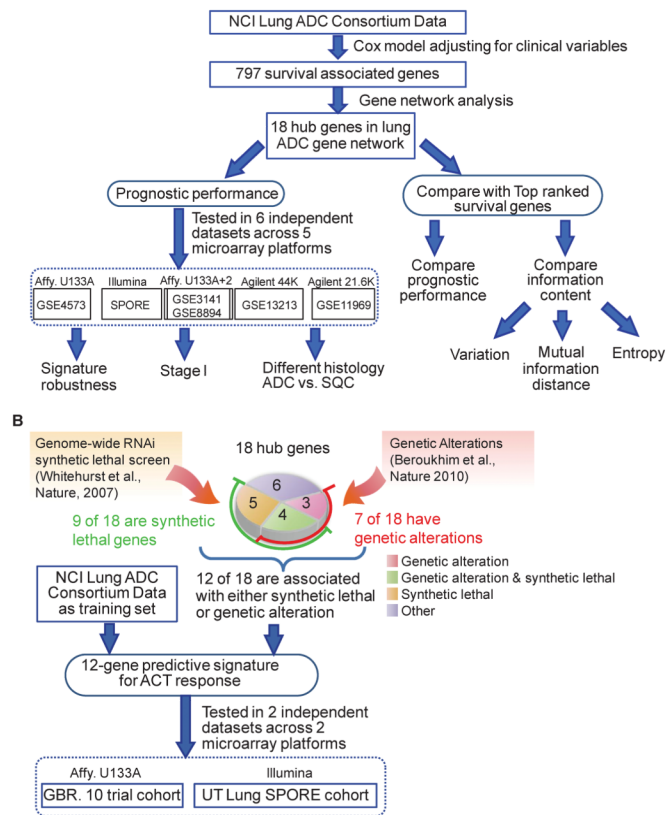 NCI Lung ADC Consortium Data
Cox model adjusting for clinical variables
797 survival associated genes
Gene network analysis
18 hub genes in lung
ADC gene network
Prognostic performance
Compare with Top ranked
survival genes
Tested in 6 independent
datasets across 5
microarray platforms
Compare
prognostic
performance
Compare
information
content
Affy. U133A
Illumina
Affy. U133A+2
Agilent 44K
Agilent 21.6K
GSE4573
SPORE
GSE3141
GSE8894
GSE13213
GSE11969
Variation
Mutual
information
distance
Entropy
Signature
robustness
Stage I
Different histology
ADC vs. SQC
B
Genome-wide RNAi
synthetic lethal screen
(Whitehurst et al.,
Nature, 2007)
18 hub genes
Genetic Alterations
(Beroukhim et al.,
Nature 2010)
6
5
3
4
9 of 18 are synthetic
lethal genes
7 of 18 have
genetic alterations
Genetic alteration
Genetic alteration & synthetic lethal
Synthetic lethal
Other
NCI Lung ADC
Consortium Data
as training set
12 of 18 are associated
with either synthetic lethal
or genetic alteration
12-gene predictive signature
for ACT response
Tested in 2 independent
datasets across 2
microarray platforms
Affy. U133A
Illumina
GBR. 10 trial cohort
UT Lung SPORE cohort